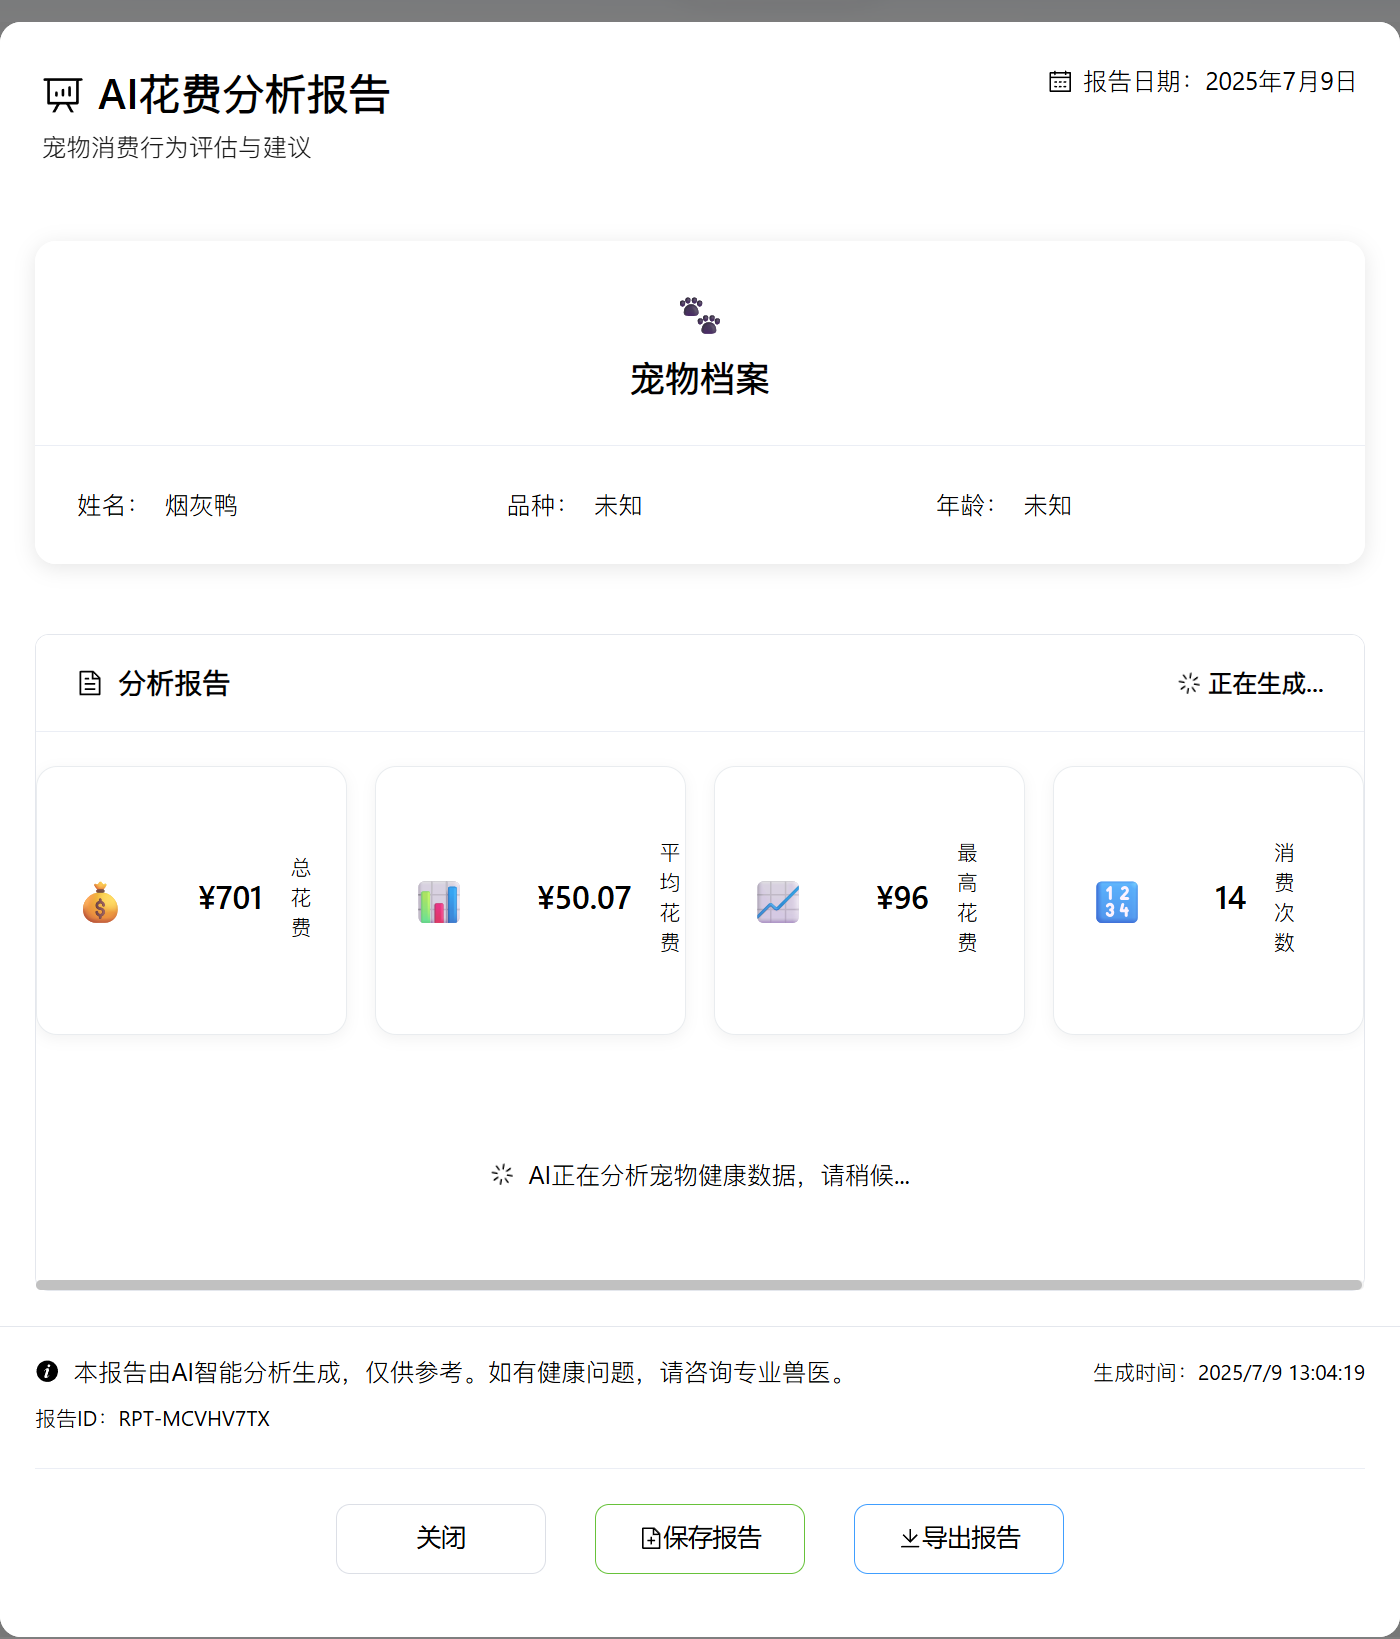 AI花费分析报告
报告日期：2025年7月9日
宠物消费行为评估与建议
宠物档案
姓名： 烟灰鸭
品种： 未知
年龄： 未知
分析报告
正在生成...
¥701
总花费
¥50.07
平均花费
¥96
最高花费
1234
14
消费次数
AI正在分析宠物健康数据，请稍候...
本报告由AI智能分析生成，仅供参考。如有健康问题，请咨询专业兽医。
生成时间：2025/7/9 13:04:19
报告ID：RPT-MCVHV7TX
关闭
保存报告
导出报告